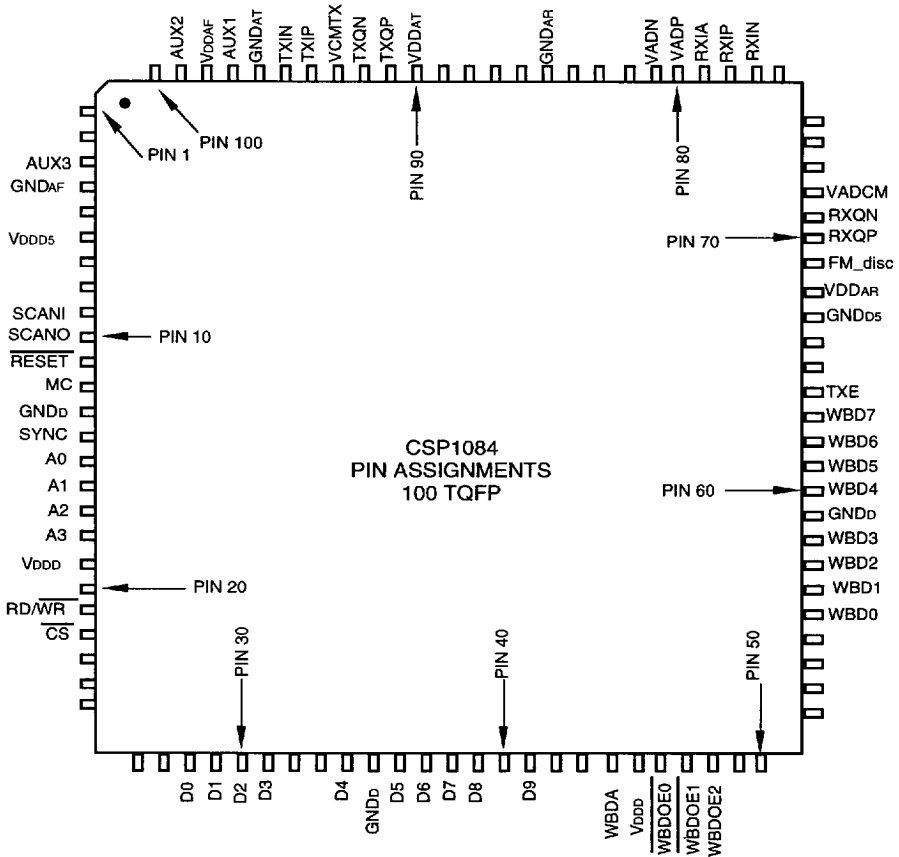 AUX2
VDDAF
AUX1
GNDAT
TXIN
TXIP
VCMTX
TXQN
TXQP
VDDAT
GNDAR
VADIN
VADP
RXIA
RXIP
RXIN
PIN 1
PIN 100
PIN 90
PIN 80
AUX3
GNDAF
VDDD5
SCANI
SCANO
PIN 10
RESET
MC
GNDD
SYNC
A0
A1
A2
A3
VDDD
PIN 20
RD/WR
CS
CSP1084
PIN ASSIGNMENTS
100 TQFP
VADCM
RXQN
PIN 70
RXQP
FM_disc
VDDAR
GNDD5
TXE
WBD7
WBD6
WBD5
PIN 60
WBD4
GNDD
WBD3
WBD2
WBD1
WBD0
PIN 30
PIN 40
PIN 50
D0
D1
D2
D3
D4
GNDD
D5
D6
D7
D8
D9
WBDA
VDDD
WBDOE0
WBDOE1
WBDOE2